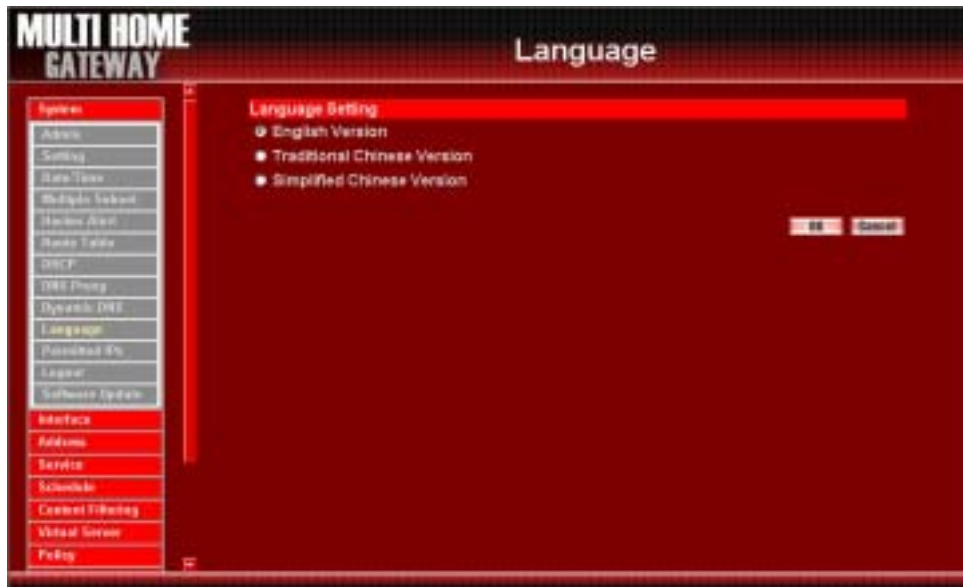 MULTI HOME
GATEWAY
Language
System
Admin
Setting
Date/Time
Multiple Subnet
Hacker Alert
Route Table
DHCP
DNS Proxy
Dynamic DNS
Language
Permitted IPs
Logout
Software Update
Interface
Address
Service
Schedule
Content Filtering
Virtual Server
Policy
Language Setting
English Version
Traditional Chinese Version
Simplified Chinese Version
OK
Cancel